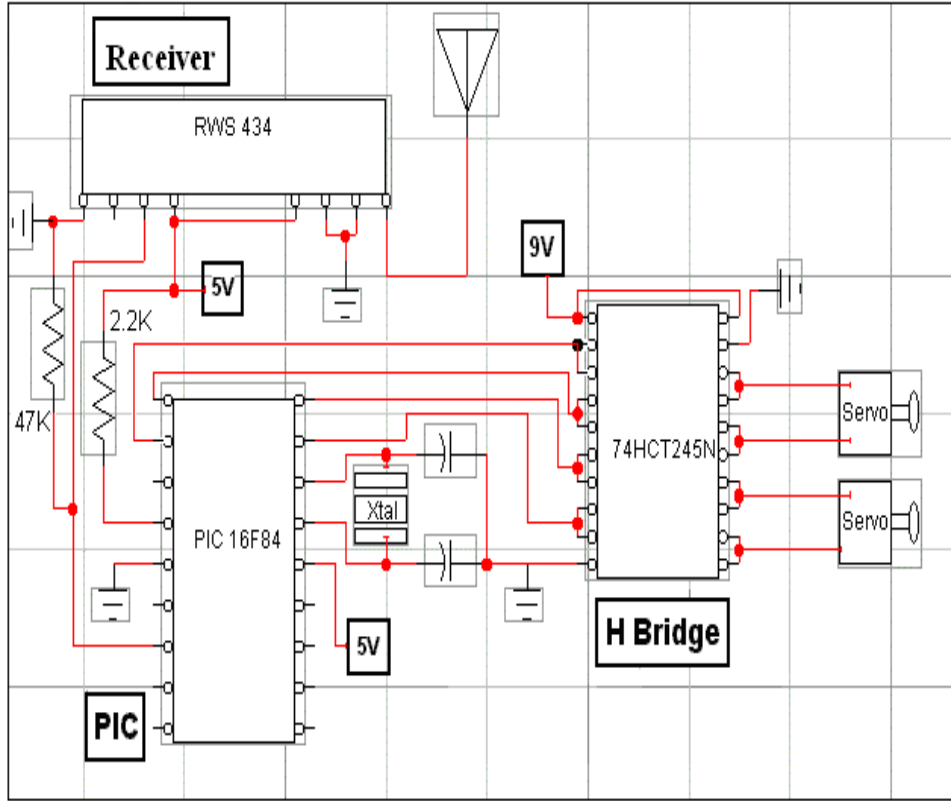 Receiver
RWS 434
9V
5V
2.2K
47K
Servo
74HCT245N
Xtal
Servo
PIC 16F84
H Bridge
5V
PIC